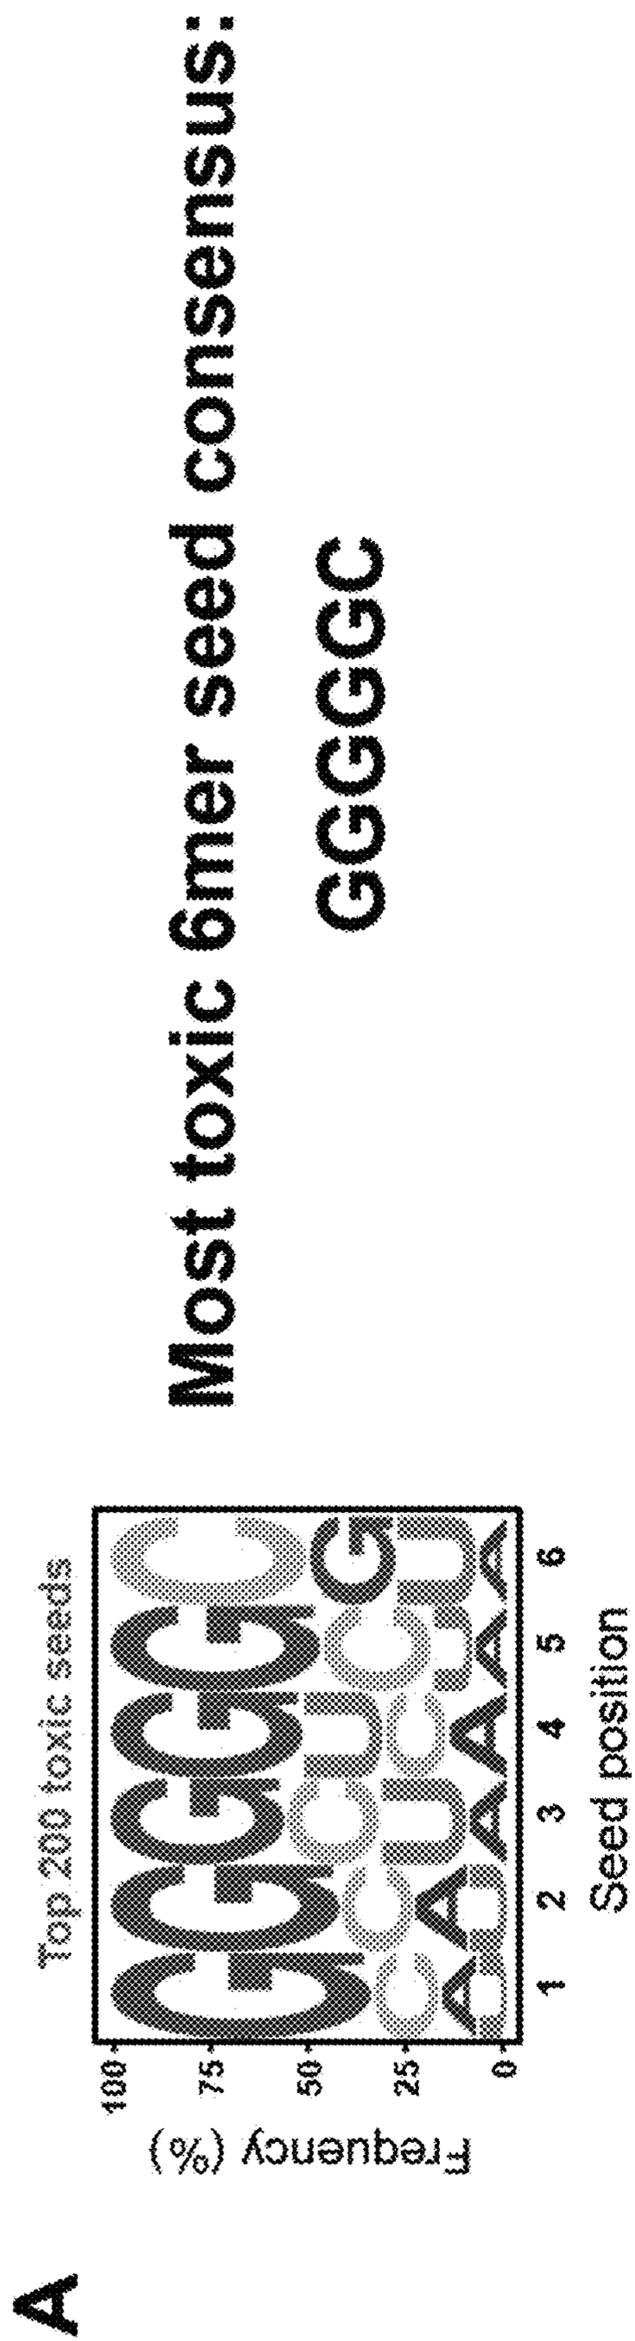 A
Top 200 toxic seeds
Frequency (%)
100
75
50
25
0
G G G G G C
C C C U C G
A A U C U U
U U A A A A
1 2 3 4 5 6
Seed position
Most toxic 6mer seed consensus:
GGGGGC